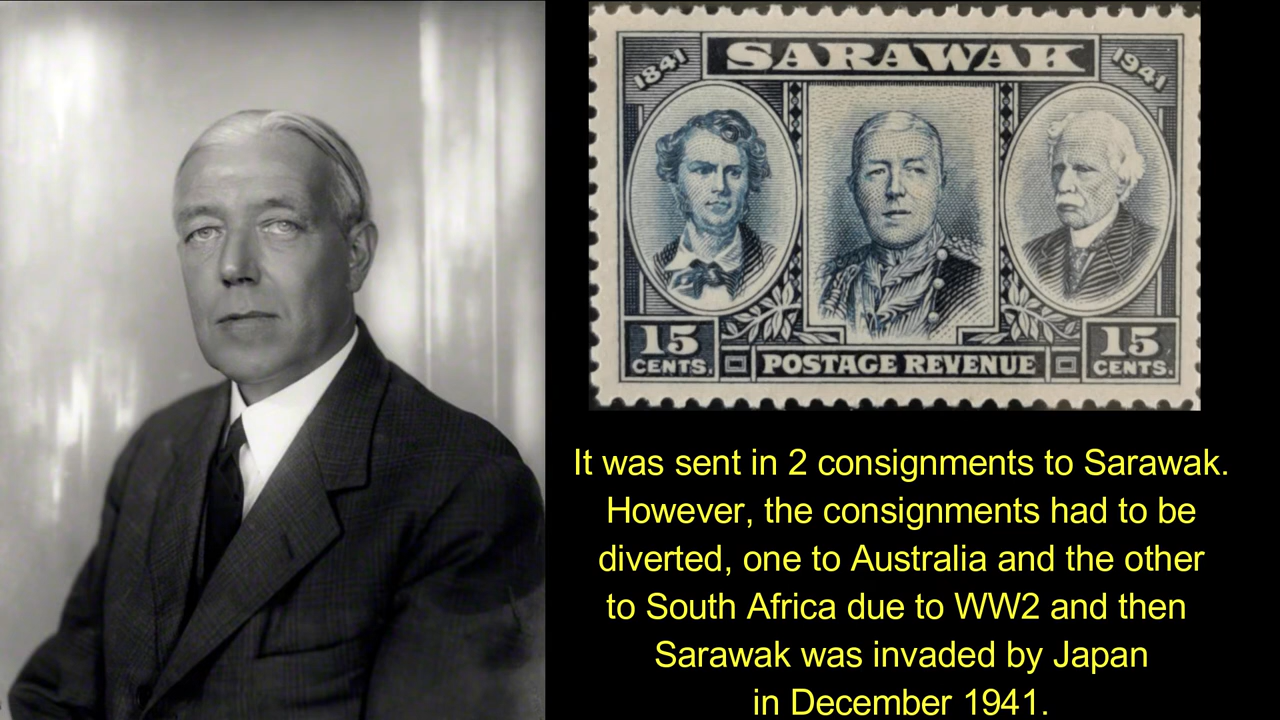 1841 SARAWAK 1941
15 CENTS. POSTAGE REVENUE 15 CENTS.
It was sent in 2 consignments to Sarawak.
However, the consignments had to be
diverted, one to Australia and the other
to South Africa due to WW2 and then
Sarawak was invaded by Japan
in December 1941.